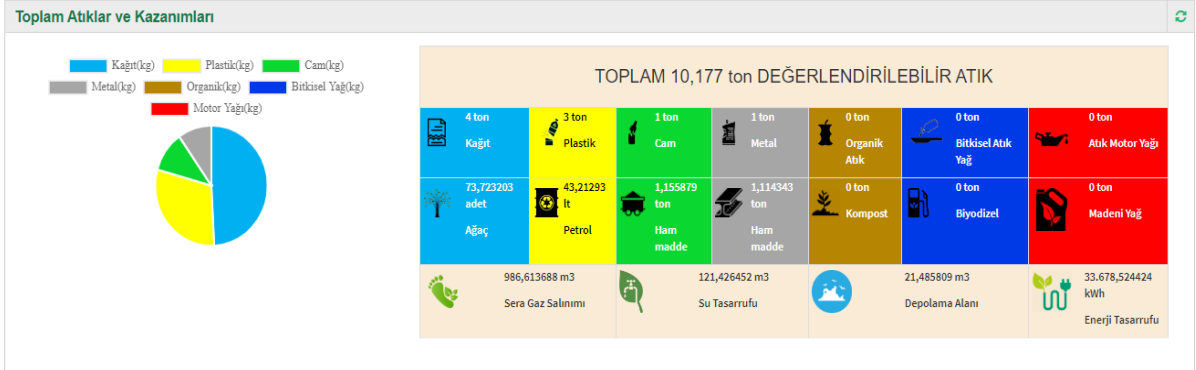 Toplam Atıklar ve Kazanımları
Kağıt(kg) Plastik(kg) Cam(kg)
Metal(kg) Organik(kg) Bitkisel Yağ(kg)
Motor Yağı(kg)
TOPLAM 10,177 ton DEĞERLENDİRİLEBİLİR ATIK
4 ton
Kağıt
3 ton
Plastik
1 ton
Cam
1 ton
Metal
0 ton
Organik
Atık
0 ton
Bitkisel Atık
Yağ
0 ton
Atık Motor Yağı
73,723203
adet
Ağaç
43,21293
lt
Petrol
1,155879
ton
Ham
madde
1,114343
ton
Ham
madde
0 ton
Kompost
0 ton
Biyodizel
0 ton
Madeni Yağ
986,613688 m3
Sera Gaz Salınımı
121,426452 m3
Su Tasarrufu
21,485809 m3
Depolama Alanı
33.678,524424
kWh
Enerji Tasarrufu